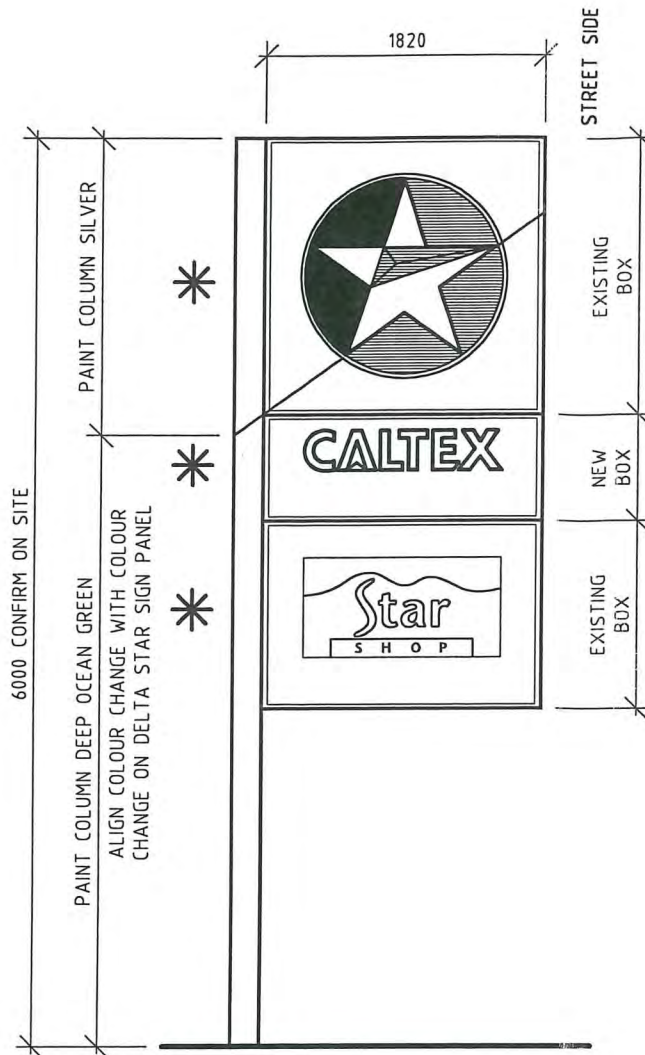 1820
STREET SIDE
6000 CONFIRM ON SITE
PAINT COLUMN SILVER
PAINT COLUMN DEEP OCEAN GREEN
ALIGN COLOUR CHANGE WITH COLOUR
CHANGE ON DELTA STAR SIGN PANEL
EXISTING
BOX
CALTEX
NEW
BOX
Star
SHOP
EXISTING
BOX